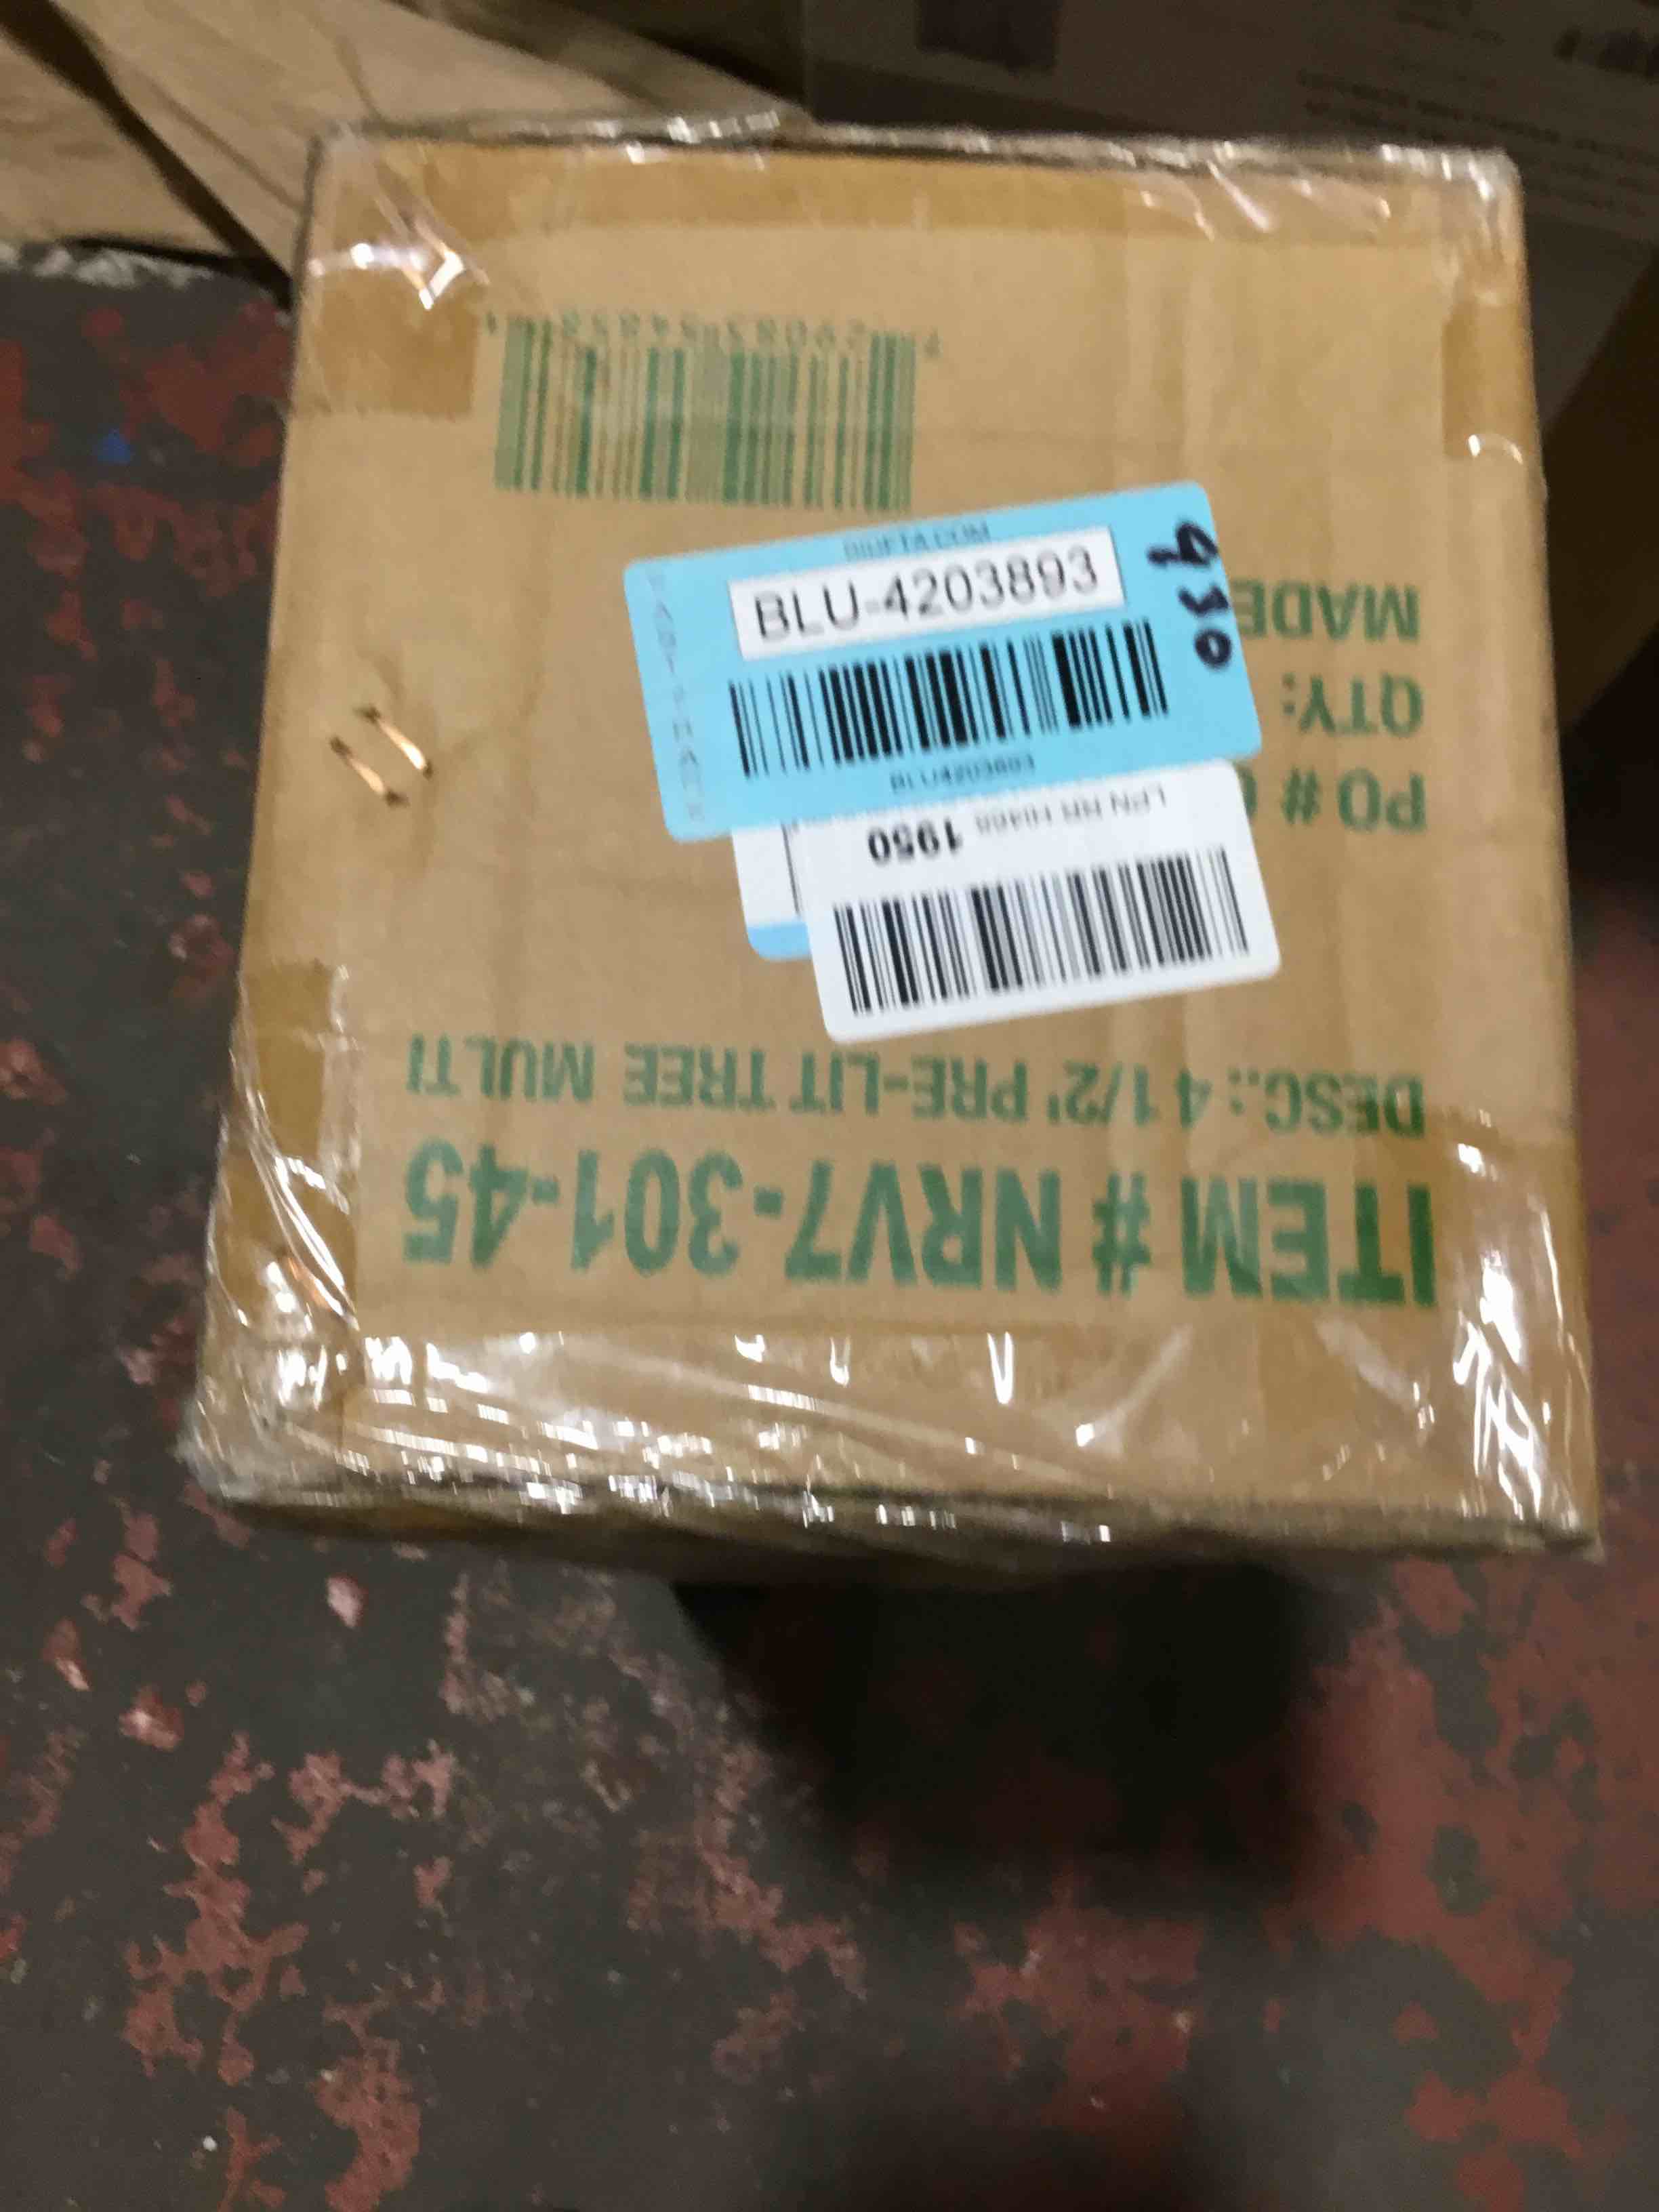 BLU-4203893
930
BLU4203893
1950
MADE
QTY:
PO #
DESC.: 4 1/2' PRE-LIT TREE MULTI
ITEM # NRV7-301-45